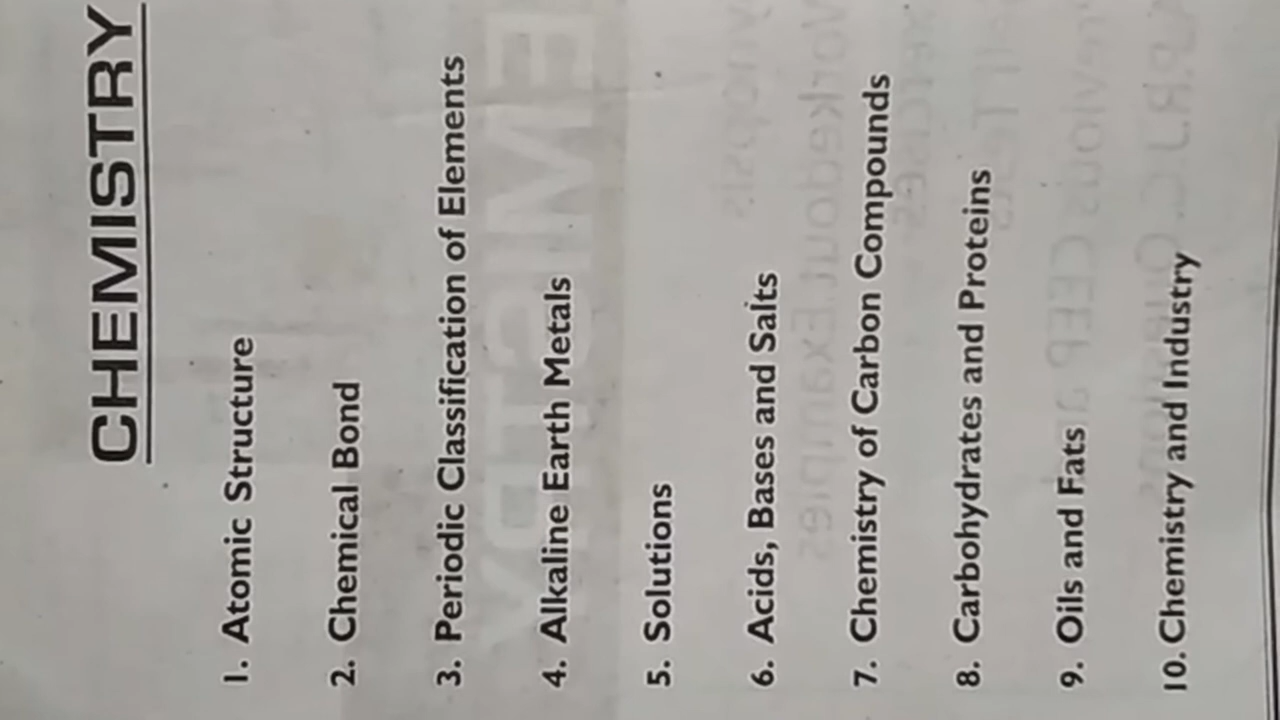 CHEMISTRY
1. Atomic Structure
2. Chemical Bond
3. Periodic Classification of Elements
4. Alkaline Earth Metals
5. Solutions
6. Acids, Bases and Salts
7. Chemistry of Carbon Compounds
8. Carbohydrates and Proteins
9. Oils and Fats
10. Chemistry and Industry